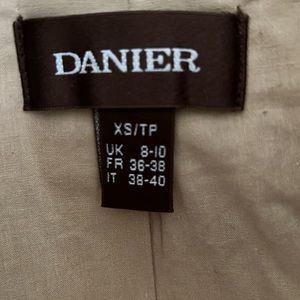 DANIER
XS/TP
UK 8-10
FR 36-38
IT 38-40